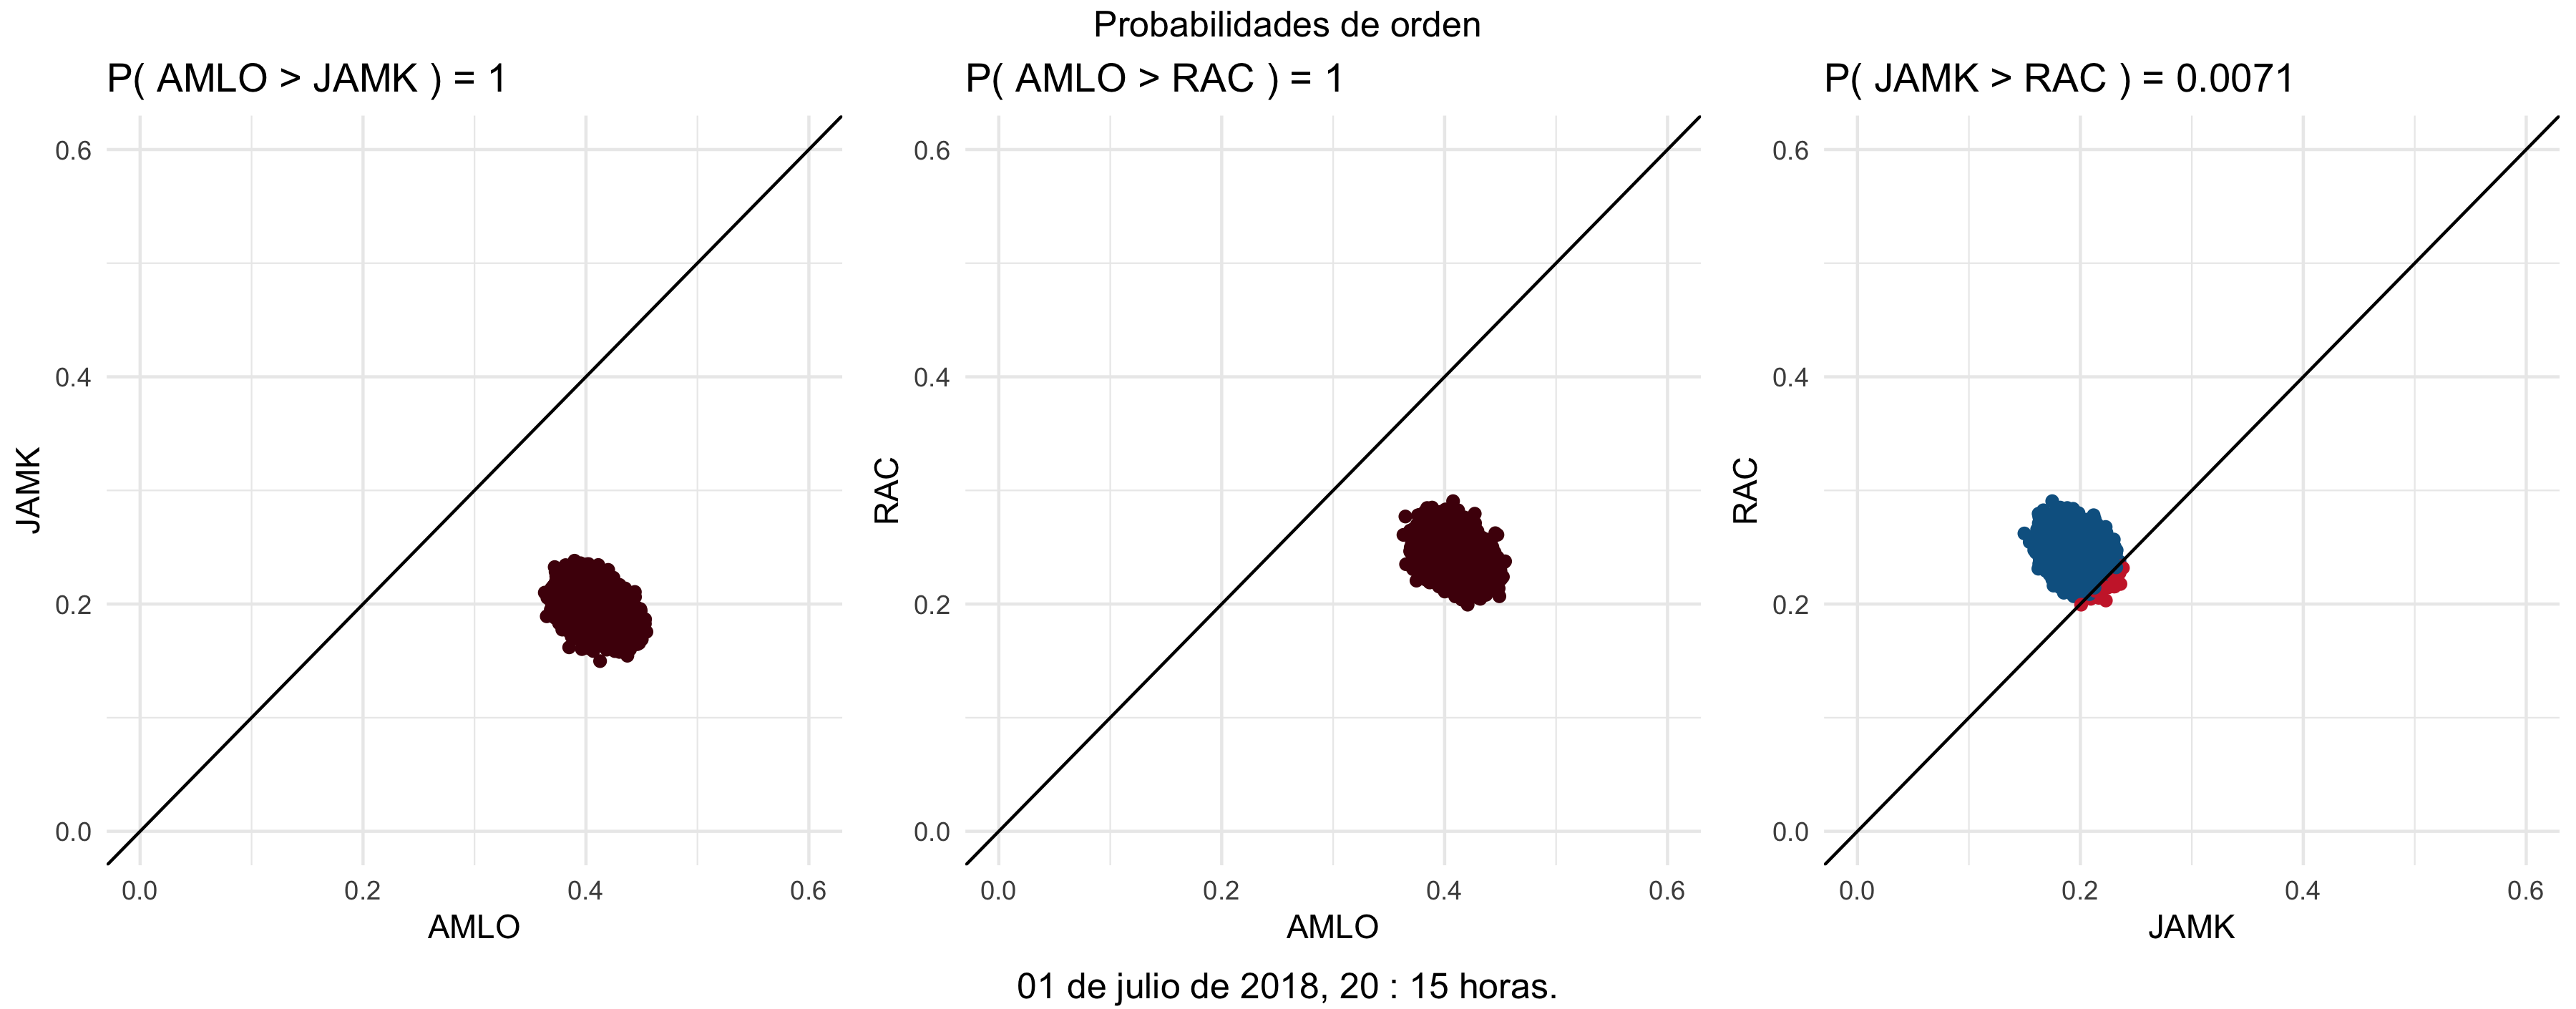 Probabilidades de orden
P( AMLO > JAMK ) = 1
0.6
0.4
0.2
0.0
JAMK
0.0 0.2 0.4 0.6
AMLO
P( AMLO > RAC ) = 1
0.6
0.4
0.2
0.0
RAC
0.0 0.2 0.4 0.6
AMLO
P( JAMK > RAC ) = 0.0071
0.6
0.4
0.2
0.0
RAC
0.0 0.2 0.4 0.6
JAMK
01 de julio de 2018, 20 : 15 horas.